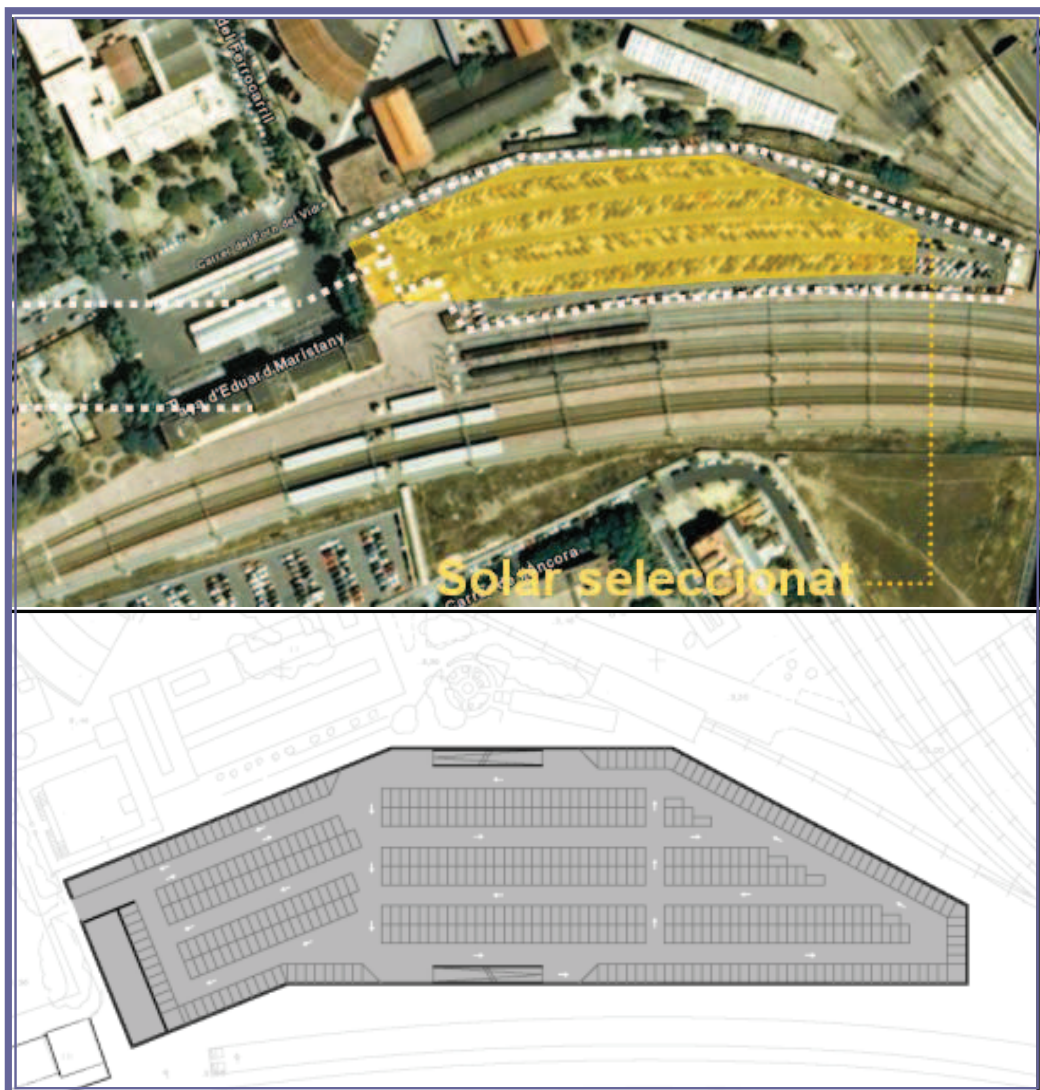 del Ferrocarril
Carrer del Forn del Vidre
Plaça d'Eduard Maristany
Solar seleccionat
Carrer de l'Àncora